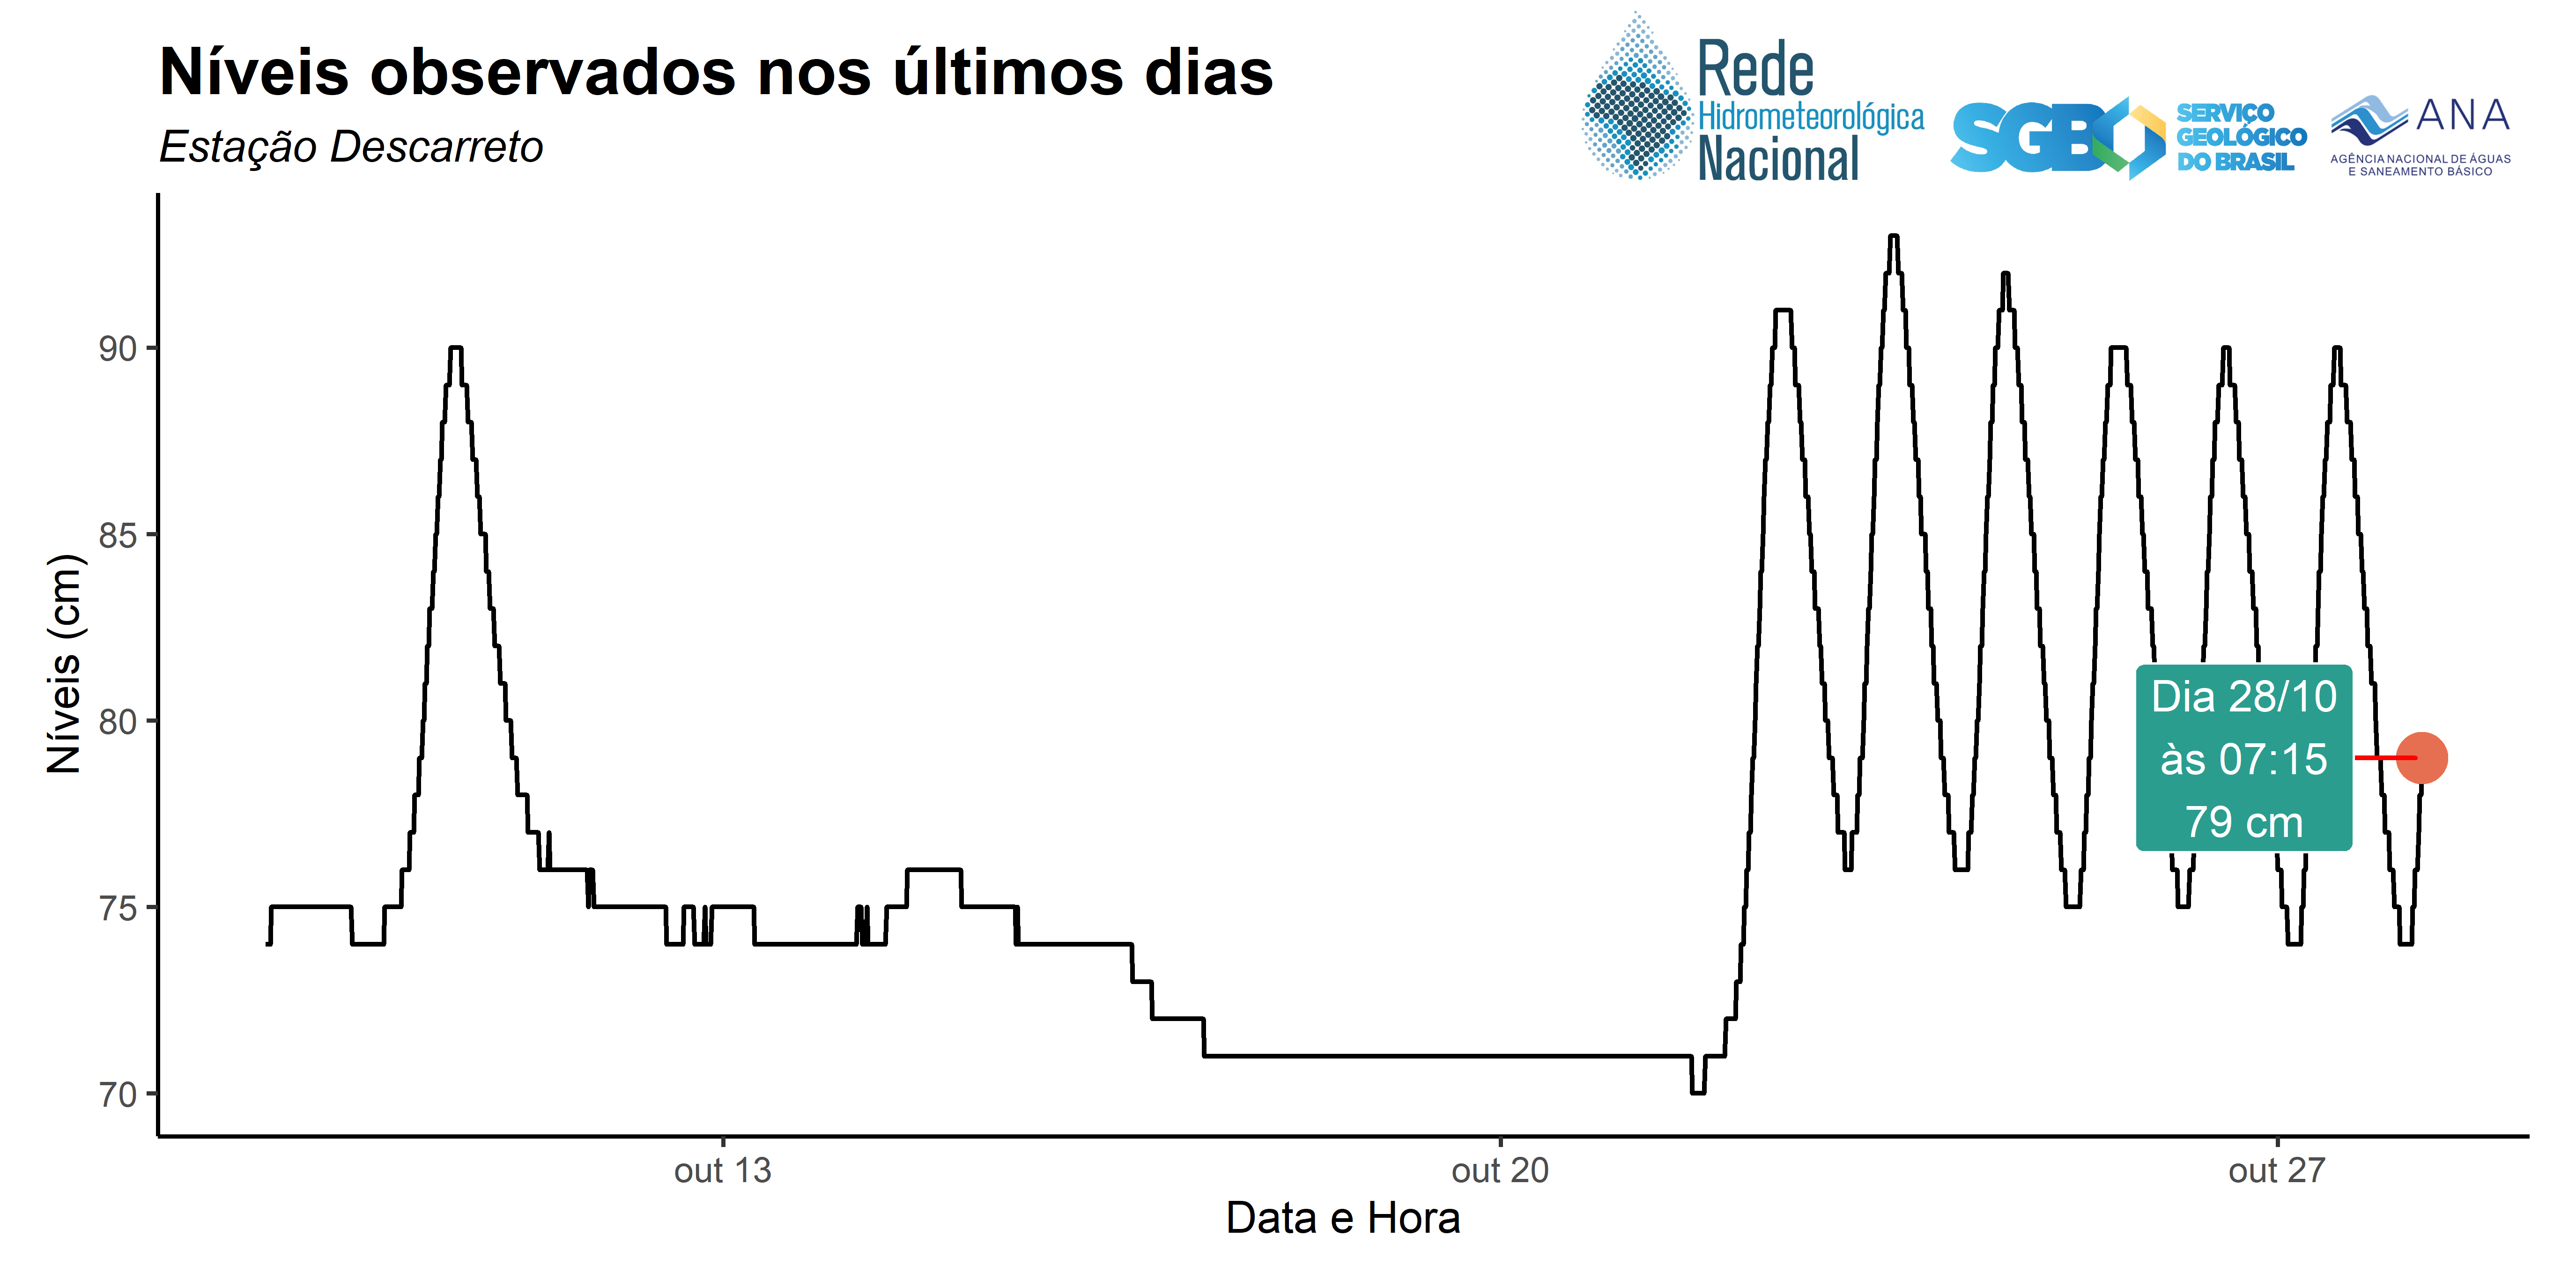 Níveis observados nos últimos dias
Estação Descarreto
Rede
Hidrometeorológica
Nacional
SGB
SERVIÇO
GEOLÓGICO
DO BRASIL
ANA
AGÊNCIA NACIONAL DE ÁGUAS
E SANEAMENTO BÁSICO
Níveis (cm)
90
85
80
75
70
Dia 28/10
às 07:15
79 cm
out 13
out 20
out 27
Data e Hora